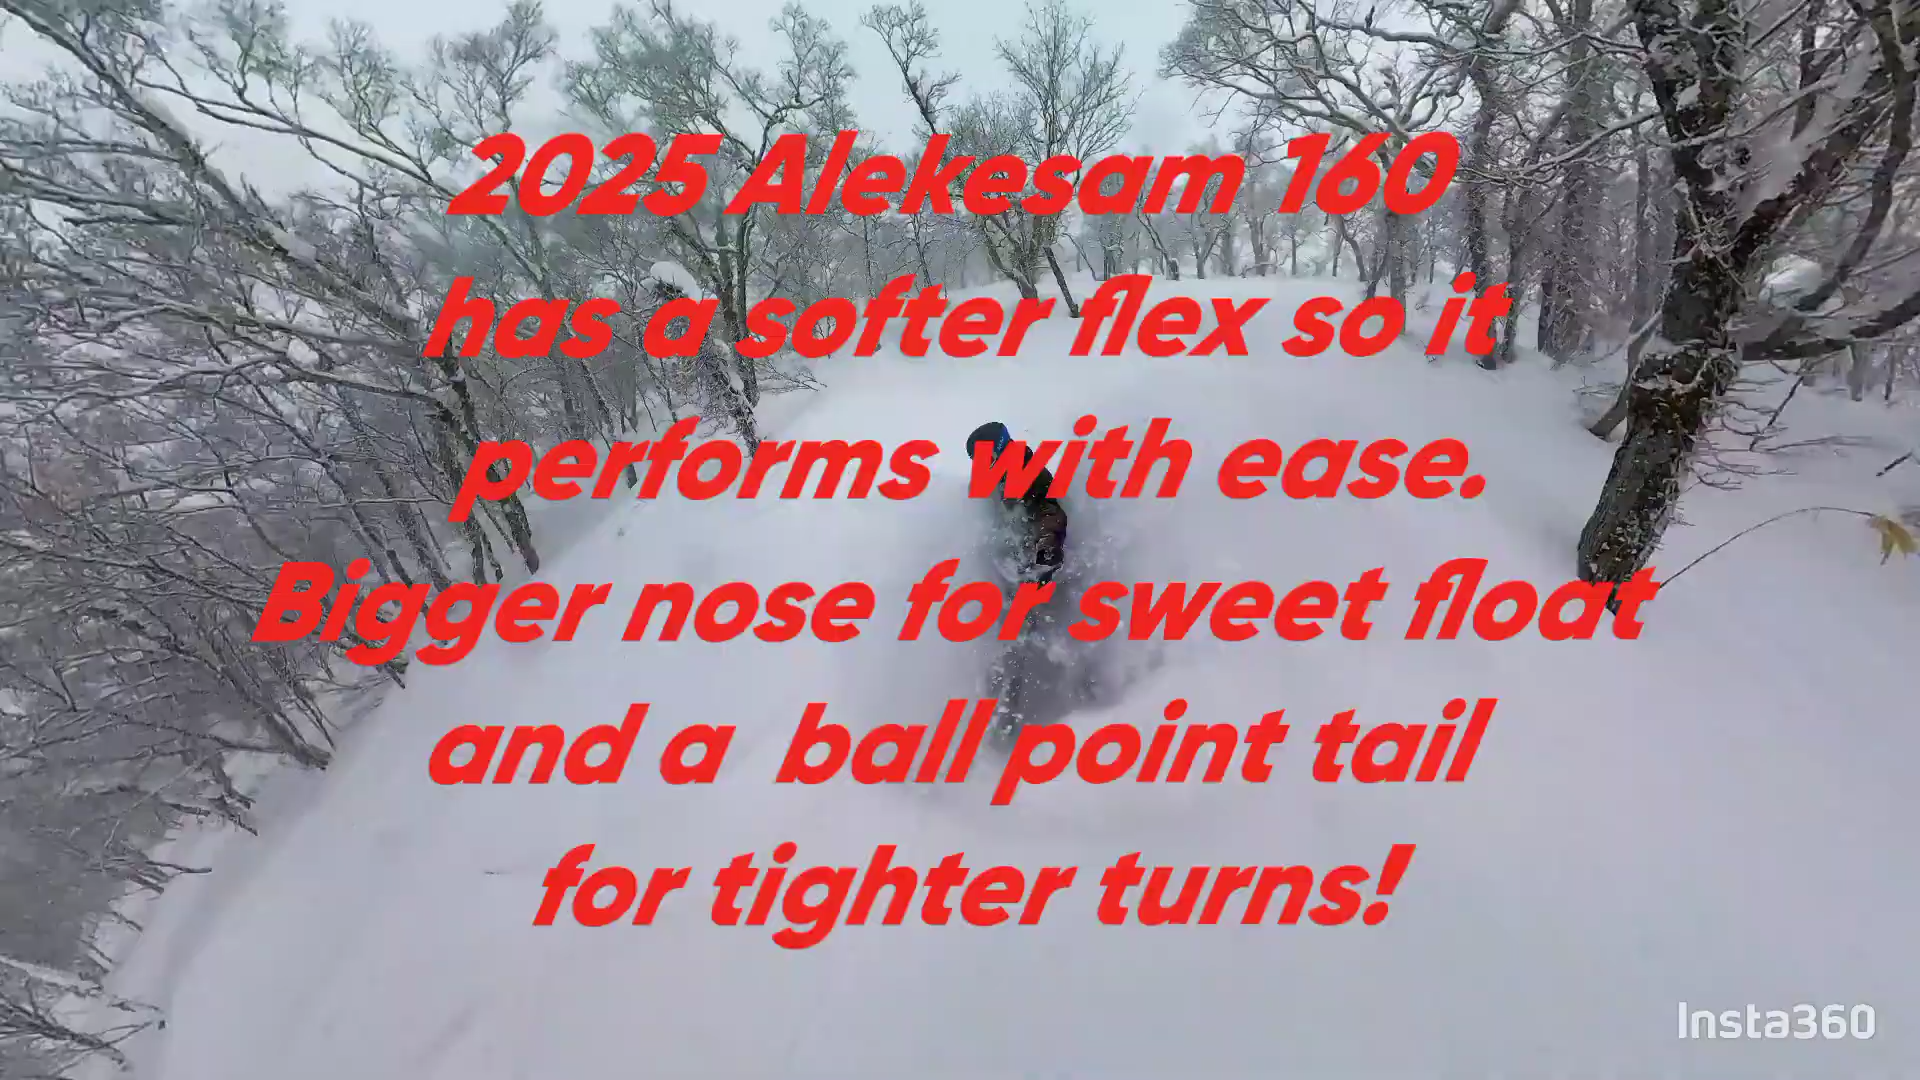 2025 Alekesam 160
has a softer flex so it
performs with ease.
Bigger nose for sweet float
and a  ball point tail
for tighter turns!
Insta360